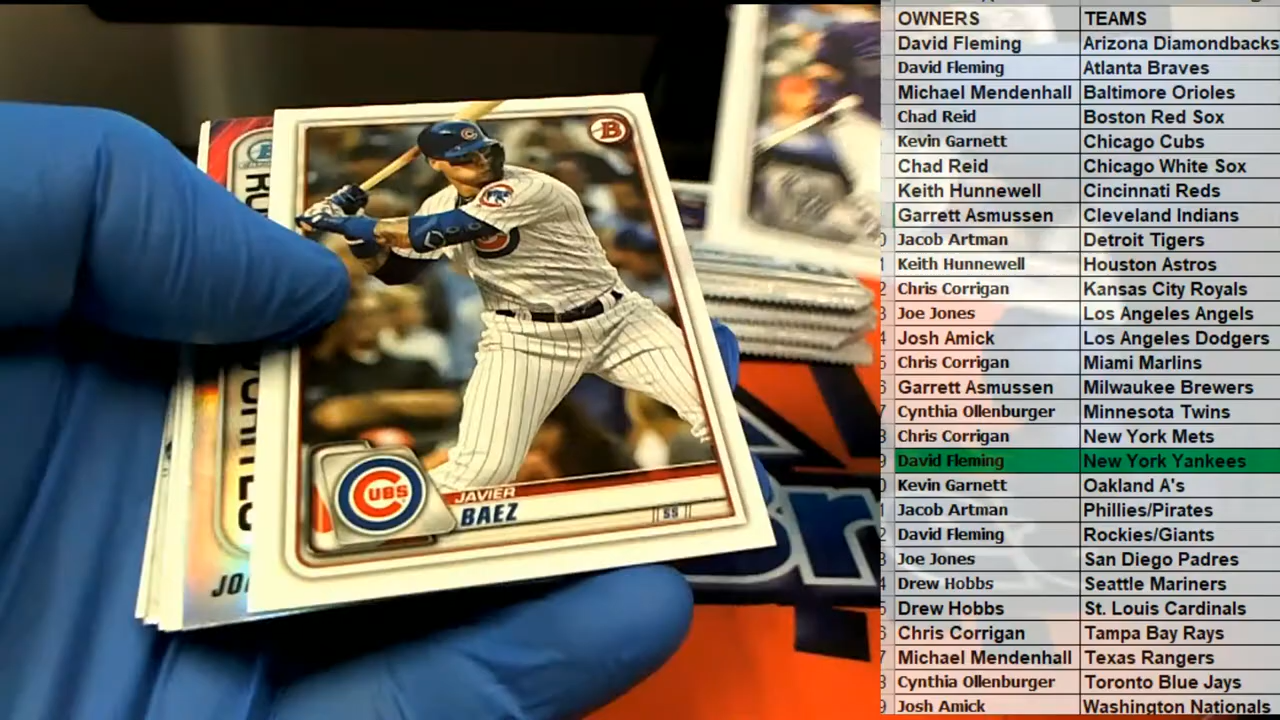 B
C
CUBS
JAVIER
BAEZ
SS
JO
OWNERS TEAMS
David Fleming Arizona Diamondbacks
David Fleming Atlanta Braves
Michael Mendenhall Baltimore Orioles
Chad Reid Boston Red Sox
Kevin Garnett Chicago Cubs
Chad Reid Chicago White Sox
Keith Hunnewell Cincinnati Reds
Garrett Asmussen Cleveland Indians
Jacob Artman Detroit Tigers
Keith Hunnewell Houston Astros
Chris Corrigan Kansas City Royals
Joe Jones Los Angeles Angels
Josh Amick Los Angeles Dodgers
Chris Corrigan Miami Marlins
Garrett Asmussen Milwaukee Brewers
Cynthia Ollenburger Minnesota Twins
Chris Corrigan New York Mets
David Fleming New York Yankees
Kevin Garnett Oakland A's
Jacob Artman Phillies/Pirates
David Fleming Rockies/Giants
Joe Jones San Diego Padres
Drew Hobbs Seattle Mariners
Drew Hobbs St. Louis Cardinals
Chris Corrigan Tampa Bay Rays
Michael Mendenhall Texas Rangers
Cynthia Ollenburger Toronto Blue Jays
Josh Amick Washington Nationals